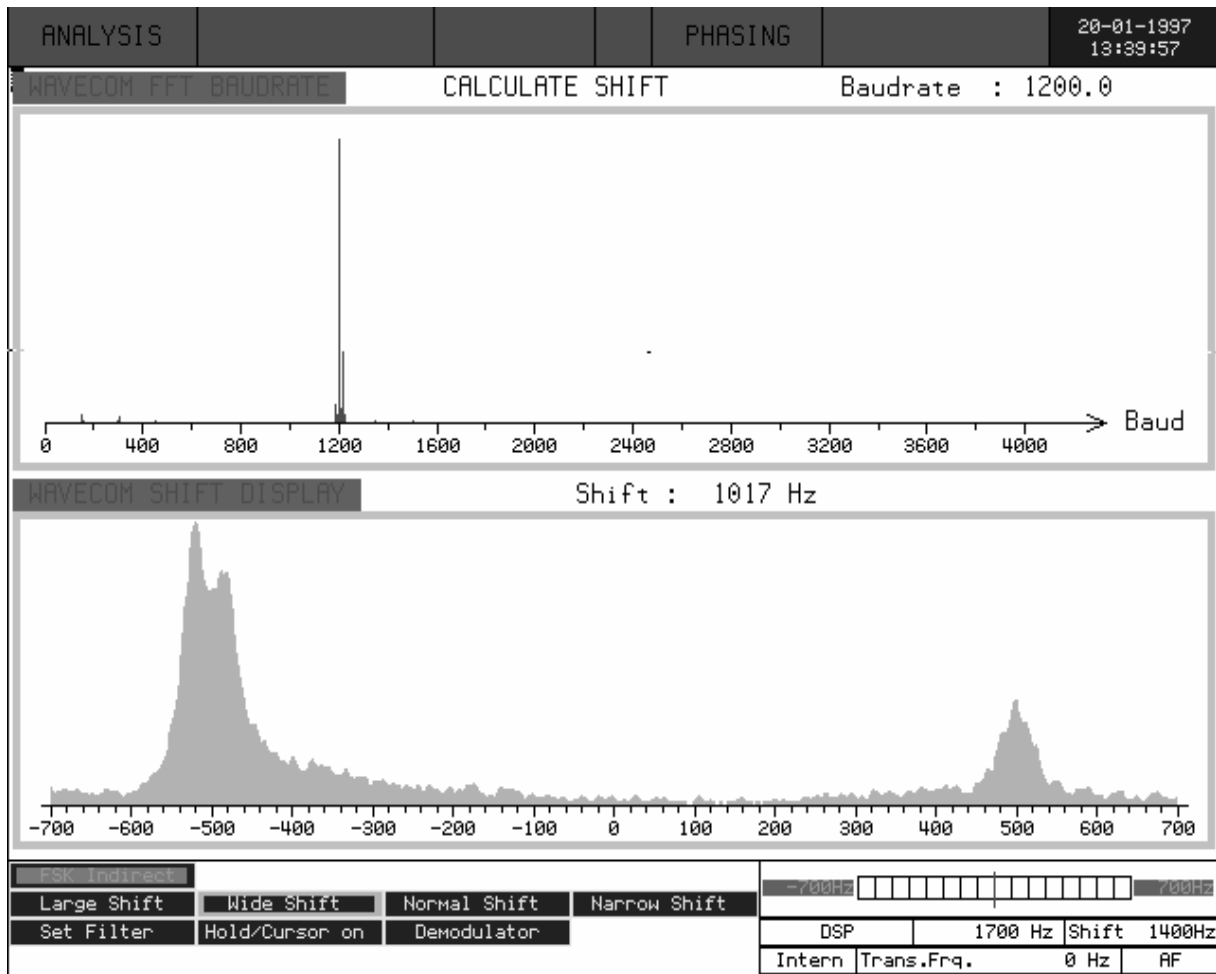 ANALYSIS PHASING 20-01-1997
13:39:57
WAVECOM FFT BAUDRATE CALCULATE SHIFT Baudrate : 1200.0
Baud
0 400 800 1200 1600 2000 2400 2800 3200 3600 4000
WAVECOM SHIFT DISPLAY Shift : 1017 Hz
-700 -600 -500 -400 -300 -200 -100 0 100 200 300 400 500 600 700
FSK Indirect
-700Hz 700Hz
Large Shift Wide Shift Normal Shift Narrow Shift
Set Filter Hold/Cursor on Demodulator
DSP 1700 Hz Shift 1400Hz
Intern Trans.Frq. 0 Hz AF